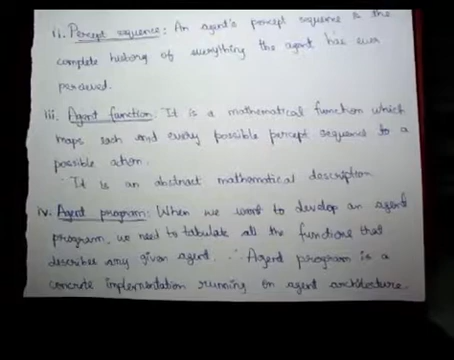 ii. Percept sequence: An agent's percept sequence is the
complete history of everything the agent has ever
perceived.
iii. Agent function: It is a mathematical function which
maps each and every possible percept sequence to a
possible action.
It is an abstract mathematical description
iv. Agent program: When we want to develop an agent
program, we need to tabulate all the functions that
describes any given agent. ∴ Agent program is a
concrete implementation running on agent architecture.